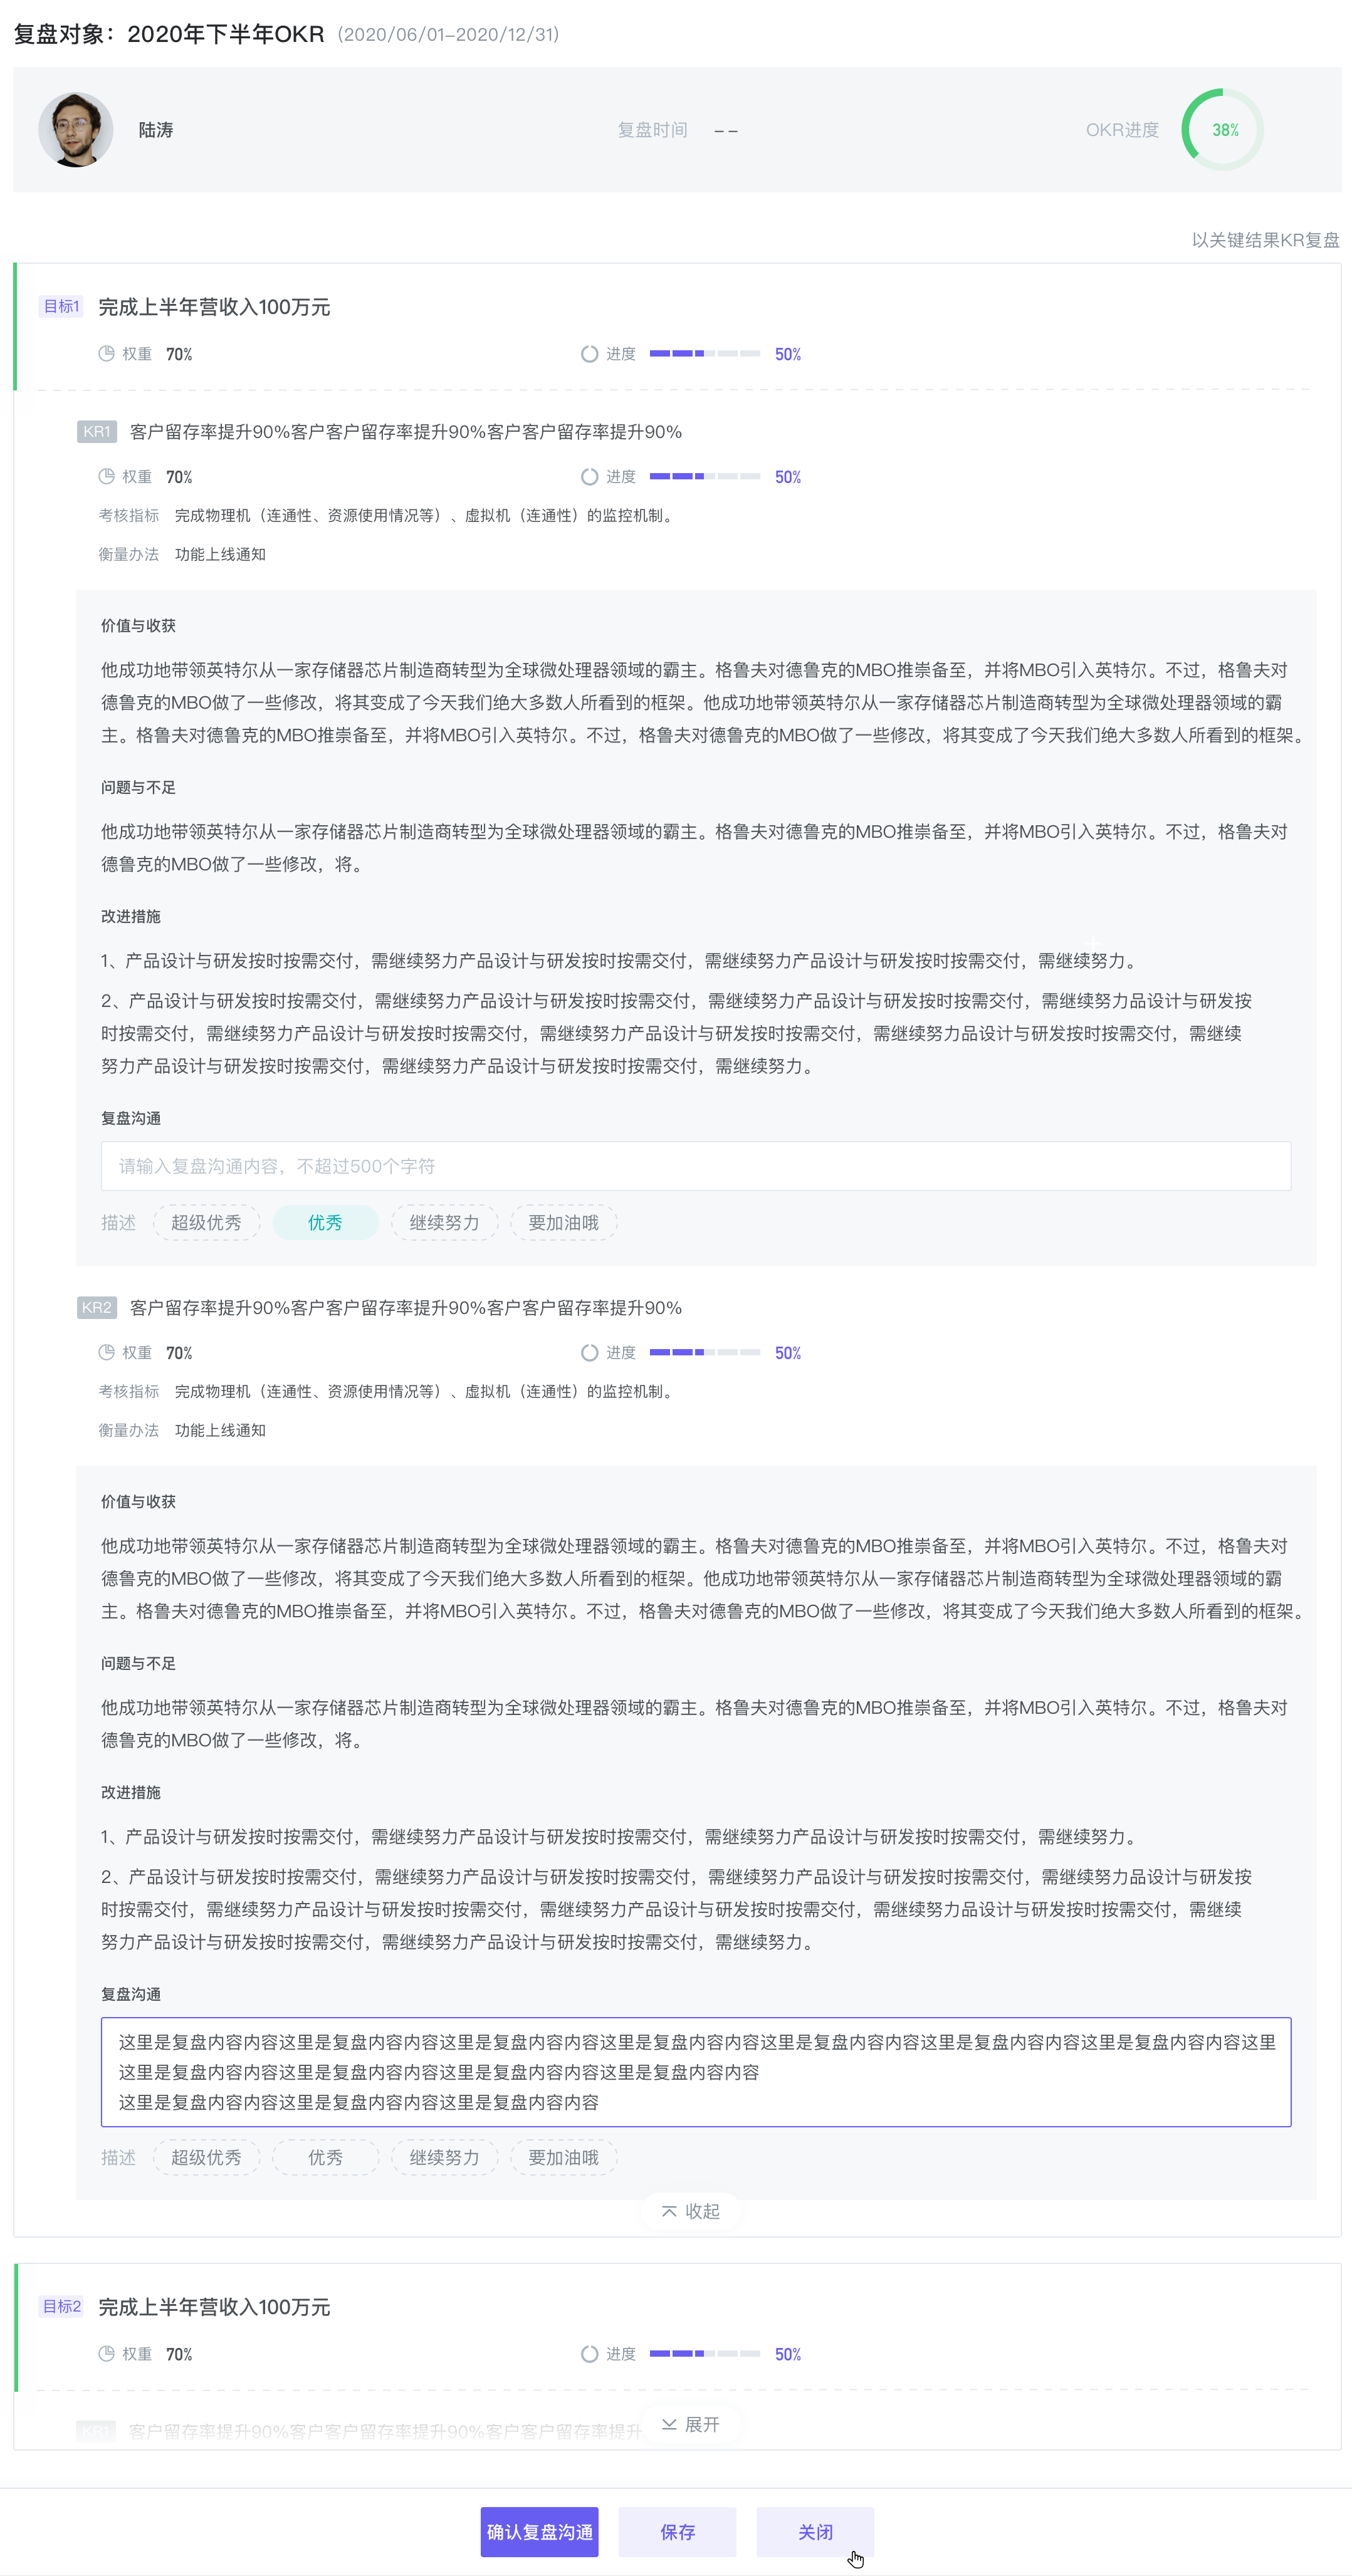 复盘对象：2020年下半年OKR (2020/06/01-2020/12/31)
陆涛
复盘时间 --
OKR进度 38%
以关键结果KR复盘
目标1 完成上半年营收入100万元
权重 70% 进度 50%
KR1 客户留存率提升90%客户客户留存率提升90%客户客户留存率提升90%
权重 70% 进度 50%
考核指标 完成物理机（连通性、资源使用情况等）、虚拟机（连通性）的监控机制。
衡量办法 功能上线通知
价值与收获
他成功地带领英特尔从一家存储器芯片制造商转型为全球微处理器领域的霸主。格鲁夫对德鲁克的MBO推崇备至，并将MBO引入英特尔。不过，格鲁夫对
德鲁克的MBO做了一些修改，将其变成了今天我们绝大多数人所看到的框架。他成功地带领英特尔从一家存储器芯片制造商转型为全球微处理器领域的霸
主。格鲁夫对德鲁克的MBO推崇备至，并将MBO引入英特尔。不过，格鲁夫对德鲁克的MBO做了一些修改，将其变成了今天我们绝大多数人所看到的框架。
问题与不足
他成功地带领英特尔从一家存储器芯片制造商转型为全球微处理器领域的霸主。格鲁夫对德鲁克的MBO推崇备至，并将MBO引入英特尔。不过，格鲁夫对
德鲁克的MBO做了一些修改，将。
改进措施
1、产品设计与研发按时按需交付，需继续努力产品设计与研发按时按需交付，需继续努力产品设计与研发按时按需交付，需继续努力。
2、产品设计与研发按时按需交付，需继续努力产品设计与研发按时按需交付，需继续努力产品设计与研发按时按需交付，需继续努力品设计与研发按
时按需交付，需继续努力产品设计与研发按时按需交付，需继续努力产品设计与研发按时按需交付，需继续努力品设计与研发按时按需交付，需继续
努力产品设计与研发按时按需交付，需继续努力产品设计与研发按时按需交付，需继续努力。
复盘沟通
请输入复盘沟通内容，不超过500个字符
描述 超级优秀 优秀 继续努力 要加油哦
KR2 客户留存率提升90%客户客户留存率提升90%客户客户留存率提升90%
权重 70% 进度 50%
考核指标 完成物理机（连通性、资源使用情况等）、虚拟机（连通性）的监控机制。
衡量办法 功能上线通知
价值与收获
他成功地带领英特尔从一家存储器芯片制造商转型为全球微处理器领域的霸主。格鲁夫对德鲁克的MBO推崇备至，并将MBO引入英特尔。不过，格鲁夫对
德鲁克的MBO做了一些修改，将其变成了今天我们绝大多数人所看到的框架。他成功地带领英特尔从一家存储器芯片制造商转型为全球微处理器领域的霸
主。格鲁夫对德鲁克的MBO推崇备至，并将MBO引入英特尔。不过，格鲁夫对德鲁克的MBO做了一些修改，将其变成了今天我们绝大多数人所看到的框架。
问题与不足
他成功地带领英特尔从一家存储器芯片制造商转型为全球微处理器领域的霸主。格鲁夫对德鲁克的MBO推崇备至，并将MBO引入英特尔。不过，格鲁夫对
德鲁克的MBO做了一些修改，将。
改进措施
1、产品设计与研发按时按需交付，需继续努力产品设计与研发按时按需交付，需继续努力产品设计与研发按时按需交付，需继续努力。
2、产品设计与研发按时按需交付，需继续努力产品设计与研发按时按需交付，需继续努力产品设计与研发按时按需交付，需继续努力品设计与研发按
时按需交付，需继续努力产品设计与研发按时按需交付，需继续努力产品设计与研发按时按需交付，需继续努力品设计与研发按时按需交付，需继续
努力产品设计与研发按时按需交付，需继续努力产品设计与研发按时按需交付，需继续努力。
复盘沟通
这里是复盘内容内容这里是复盘内容内容这里是复盘内容内容这里是复盘内容内容这里是复盘内容内容这里是复盘内容内容这里是复盘内容内容这里
这里是复盘内容内容这里是复盘内容内容这里是复盘内容内容这里是复盘内容内容
这里是复盘内容内容这里是复盘内容内容这里是复盘内容内容
描述 超级优秀 优秀 继续努力 要加油哦
收起
目标2 完成上半年营收入100万元
权重 70% 进度 50%
KR1 客户留存率提升90%客户客户留存率提升90%客户客户留存率提升
展开
确认复盘沟通 保存 关闭